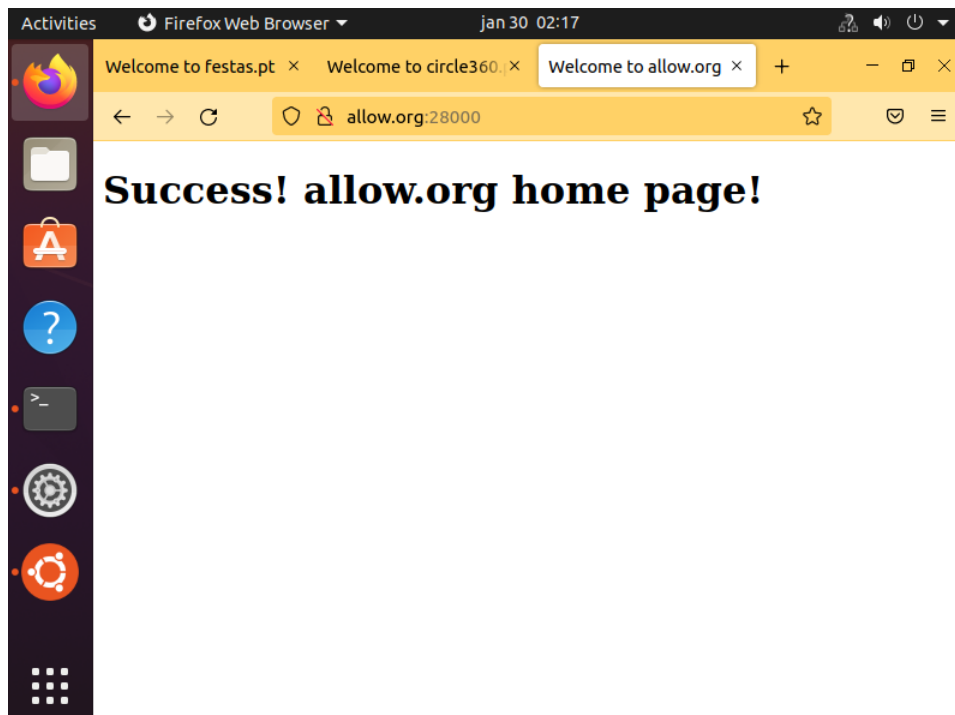 Activities Firefox Web Browser jan 30 02:17
Welcome to festas.pt × Welcome to circle360. × Welcome to allow.org × +
allow.org:28000
Success! allow.org home page!
>_